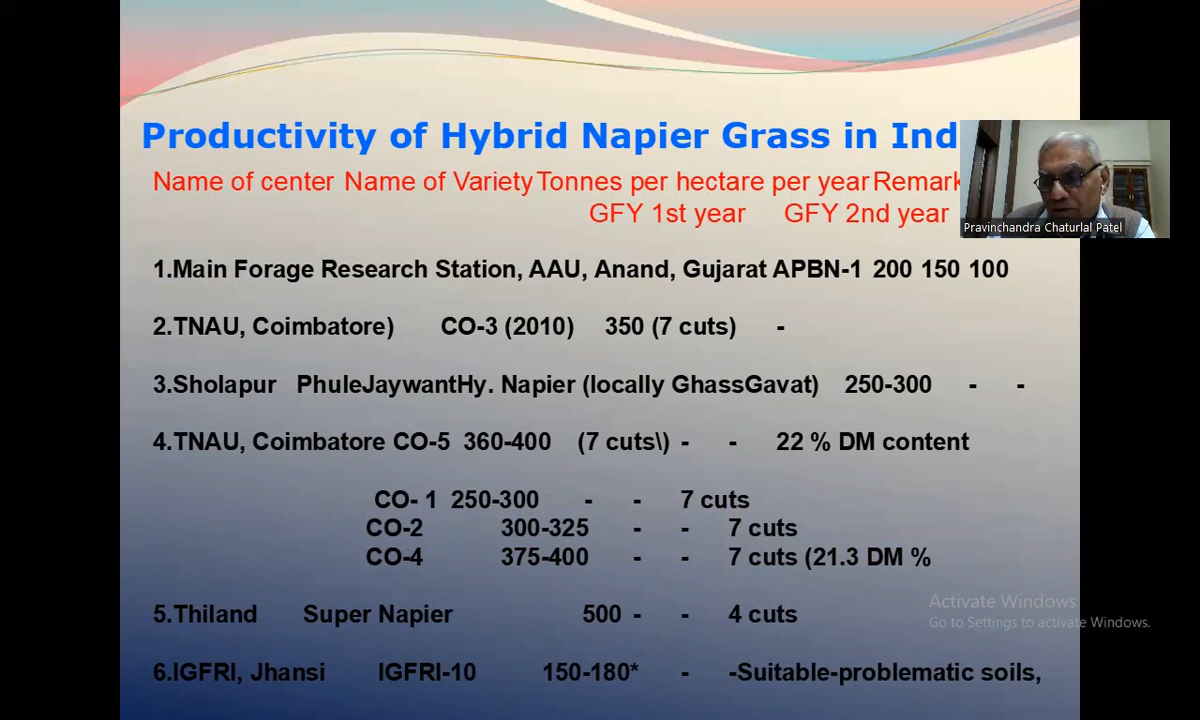 Productivity of Hybrid Napier Grass in Ind
Name of center Name of Variety Tonnes per hectare per year Remark
GFY 1st year GFY 2nd year
Pravinchandra Chaturlal Patel
1.Main Forage Research Station, AAU, Anand, Gujarat APBN-1 200 150 100
2.TNAU, Coimbatore) CO-3 (2010) 350 (7 cuts) -
3.Sholapur PhuleJaywantHy. Napier (locally GhassGavat) 250-300 - -
4.TNAU, Coimbatore CO-5 360-400 (7 cuts\) - - 22 % DM content
CO- 1 250-300 - - 7 cuts
CO-2 300-325 - - 7 cuts
CO-4 375-400 - - 7 cuts (21.3 DM %
5.Thiland Super Napier 500 - - 4 cuts
6.IGFRI, Jhansi IGFRI-10 150-180* - -Suitable-problematic soils,
Activate Windows
Go to Settings to activate Windows.